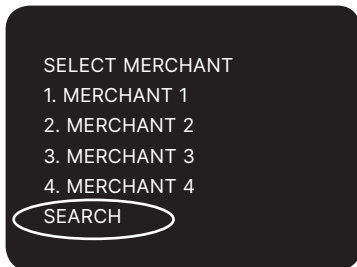 SELECT MERCHANT
1. MERCHANT 1
2. MERCHANT 2
3. MERCHANT 3
4. MERCHANT 4
SEARCH